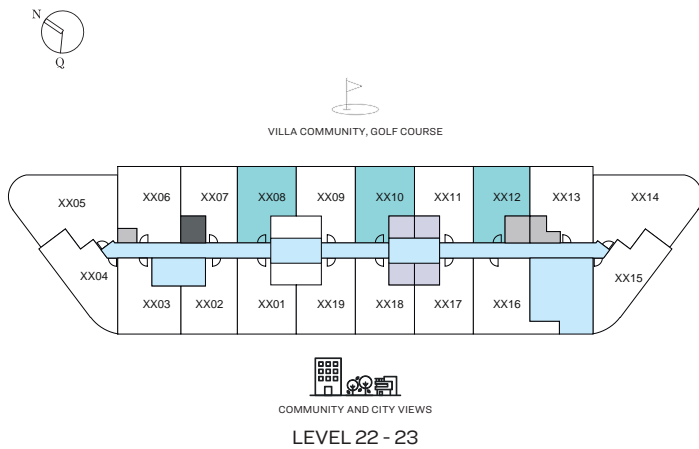 N
Q
VILLA COMMUNITY, GOLF COURSE
XX05
XX06
XX07
XX08
XX09
XX10
XX11
XX12
XX13
XX14
XX04
XX03
XX02
XX01
XX19
XX18
XX17
XX16
XX15
COMMUNITY AND CITY VIEWS
LEVEL 22 - 23